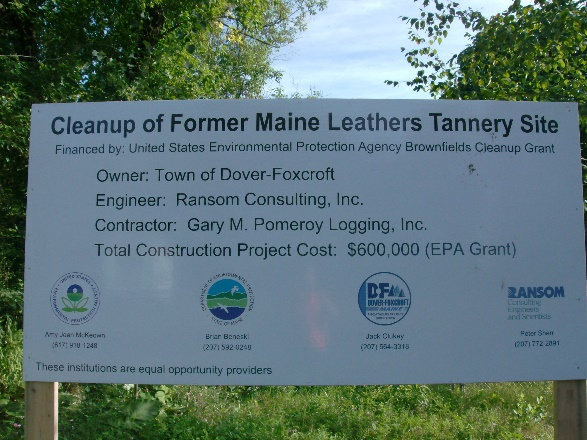 Cleanup of Former Maine Leathers Tannery Site
Financed by: United States Environmental Protection Agency Brownfields Cleanup Grant
Owner: Town of Dover-Foxcroft
Engineer: Ransom Consulting, Inc.
Contractor: Gary M. Pomeroy Logging, Inc.
Total Construction Project Cost: $600,000 (EPA Grant)
DF
DOVER-FOXCROFT
RANSOM
Consulting
Engineers
and Scientists
Amy Jean McKeown
(617) 918-1248
Brian Beneski
(207) 592-0248
Jack Clukey
(207) 564-3318
Peter Sherr
(207) 772-2891
These institutions are equal opportunity providers